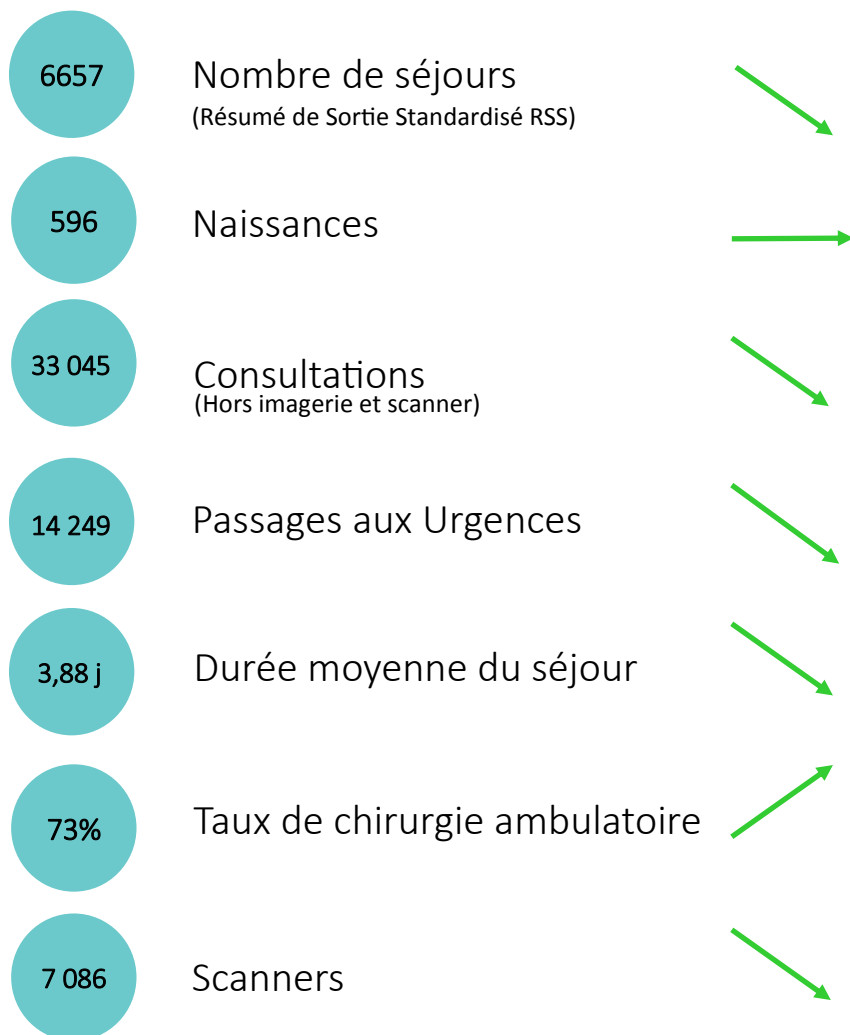 6657
Nombre de séjours
(Résumé de Sortie Standardisé RSS)
596
Naissances
33 045
Consultations
(Hors imagerie et scanner)
14 249
Passages aux Urgences
3,88 j
Durée moyenne du séjour
73%
Taux de chirurgie ambulatoire
7 086
Scanners